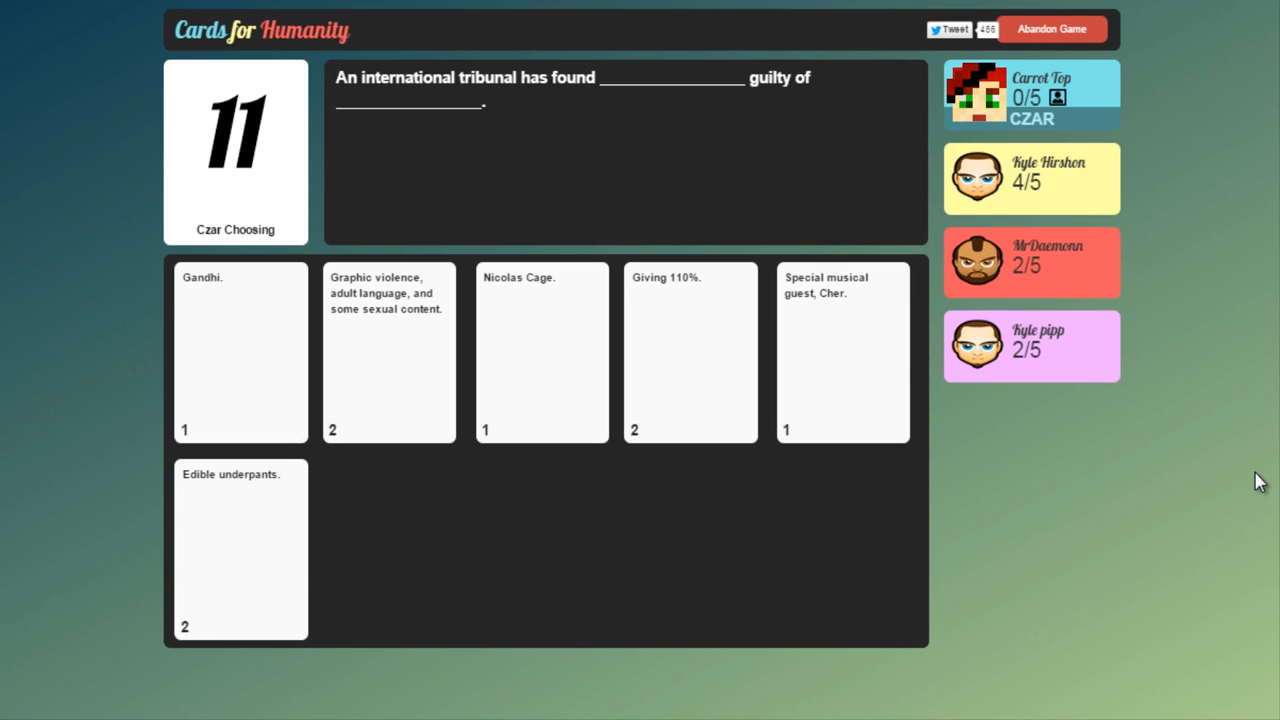 Cards for Humanity
Tweet
486
Abandon Game
11
Czar Choosing
An international tribunal has found ________________ guilty of
________________.
Carrot Top
0/5
CZAR
Kyle Hirshon
4/5
MrDaemonn
2/5
Kyle pipp
2/5
Gandhi.
1
Graphic violence,
adult language, and
some sexual content.
2
Nicolas Cage.
1
Giving 110%.
2
Special musical
guest, Cher.
1
Edible underpants.
2